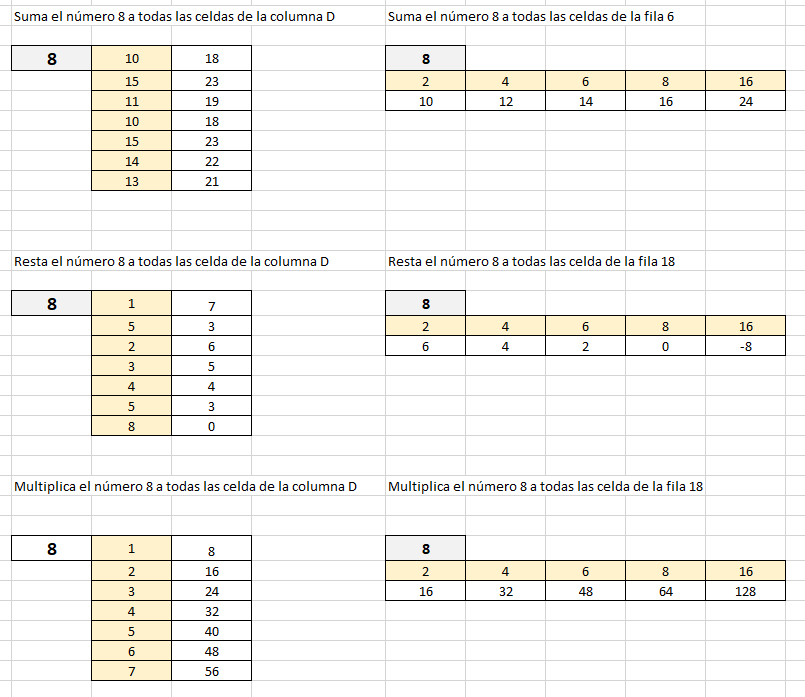 Suma el número 8 a todas las celdas de la columna D    Suma el número 8 a todas las celdas de la fila 6
8 10 18    8
15 23    2 4 6 8 16
11 19    10 12 14 16 24
10 18
15 23
14 22
13 21
Resta el número 8 a todas las celda de la columna D    Resta el número 8 a todas las celda de la fila 18
8 1 7    8
5 3    2 4 6 8 16
2 6    6 4 2 0 -8
3 5
4 4
5 3
8 0
Multiplica el número 8 a todas las celda de la columna D    Multiplica el número 8 a todas las celda de la fila 18
8 1 8    8
2 16    2 4 6 8 16
3 24    16 32 48 64 128
4 32
5 40
6 48
7 56